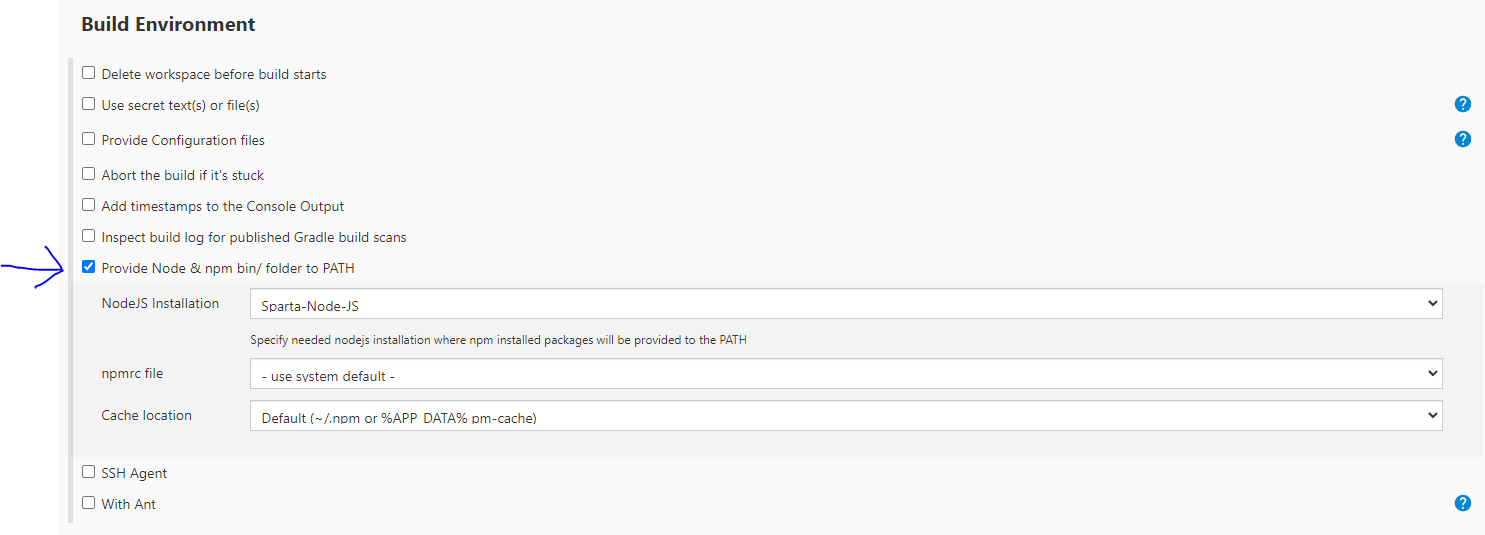 Build Environment
Delete workspace before build starts
Use secret text(s) or file(s)
?
Provide Configuration files
?
Abort the build if it's stuck
Add timestamps to the Console Output
Inspect build log for published Gradle build scans
Provide Node & npm bin/ folder to PATH
NodeJS Installation
Sparta-Node-JS
Specify needed nodejs installation where npm installed packages will be provided to the PATH
npmrc file
- use system default -
Cache location
Default (~/.npm or %APP_DATA% pm-cache)
SSH Agent
With Ant
?